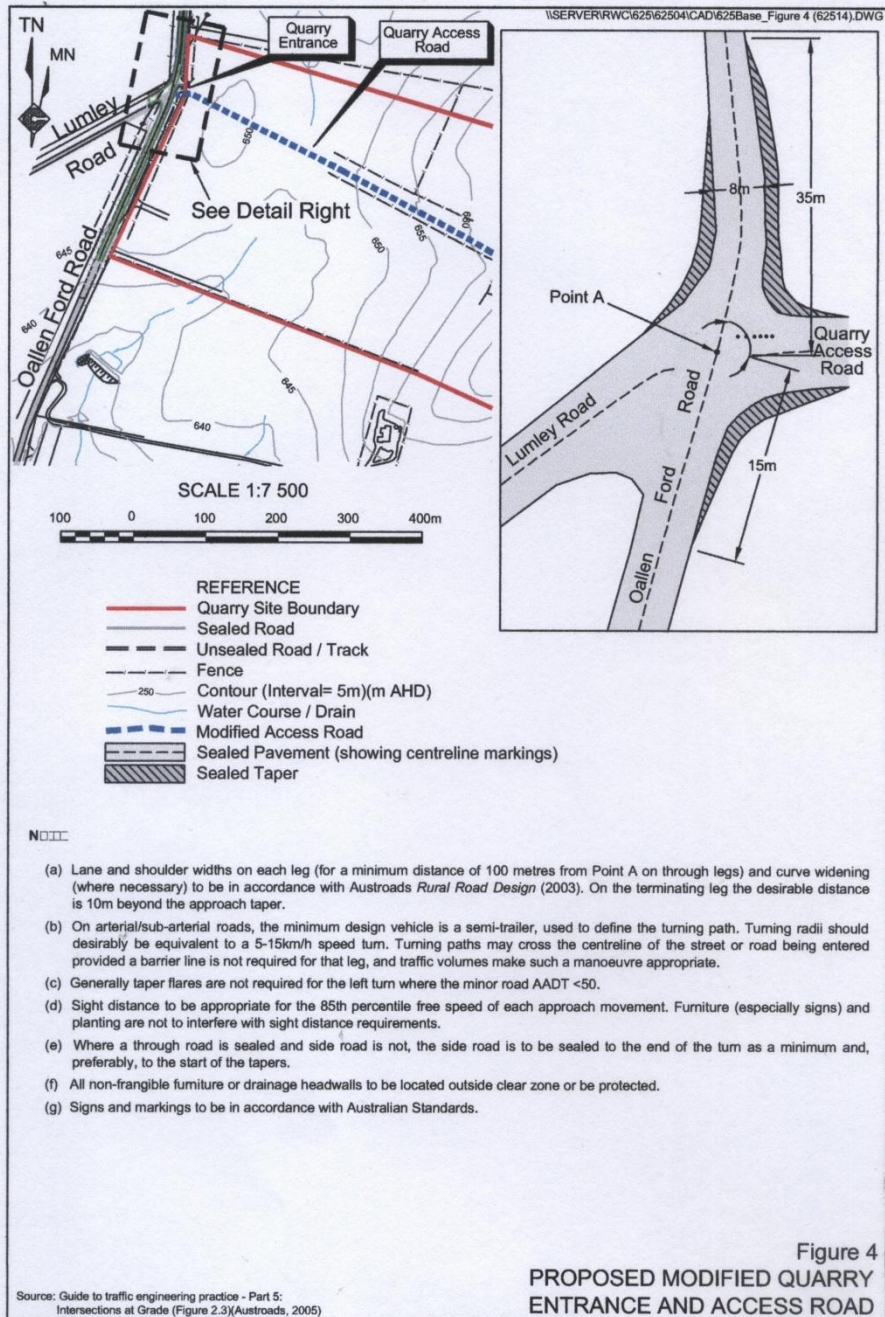 \\SERVER\RWC\625\62504\CAD\625Base_Figure 4 (62514).DWG
TN
MN
Quarry
Entrance
Quarry Access
Road
Lumley
Road
650
See Detail Right
650
655
660
645
Oallen Ford Road
640
645
640
8m
35m
Point A
Quarry
Access
Road
Lumley Road
Road
Ford
Oallen
15m
SCALE 1:7 500
100 0 100 200 300 400m
REFERENCE
Quarry Site Boundary
Sealed Road
Unsealed Road / Track
Fence
250 Contour (Interval= 5m)(m AHD)
Water Course / Drain
Modified Access Road
Sealed Pavement (showing centreline markings)
Sealed Taper
(a) Lane and shoulder widths on each leg (for a minimum distance of 100 metres from Point A on through legs) and curve widening
(where necessary) to be in accordance with Austroads Rural Road Design (2003). On the terminating leg the desirable distance
is 10m beyond the approach taper.
(b) On arterial/sub-arterial roads, the minimum design vehicle is a semi-trailer, used to define the turning path. Turning radii should
desirably be equivalent to a 5-15km/h speed turn. Turning paths may cross the centreline of the street or road being entered
provided a barrier line is not required for that leg, and traffic volumes make such a manoeuvre appropriate.
(c) Generally taper flares are not required for the left turn where the minor road AADT <50.
(d) Sight distance to be appropriate for the 85th percentile free speed of each approach movement. Furniture (especially signs) and
planting are not to interfere with sight distance requirements.
(e) Where a through road is sealed and side road is not, the side road is to be sealed to the end of the turn as a minimum and,
preferably, to the start of the tapers.
(f) All non-frangible furniture or drainage headwalls to be located outside clear zone or be protected.
(g) Signs and markings to be in accordance with Australian Standards.
Figure 4
PROPOSED MODIFIED QUARRY
ENTRANCE AND ACCESS ROAD
Source: Guide to traffic engineering practice - Part 5:
Intersections at Grade (Figure 2.3)(Austroads, 2005)